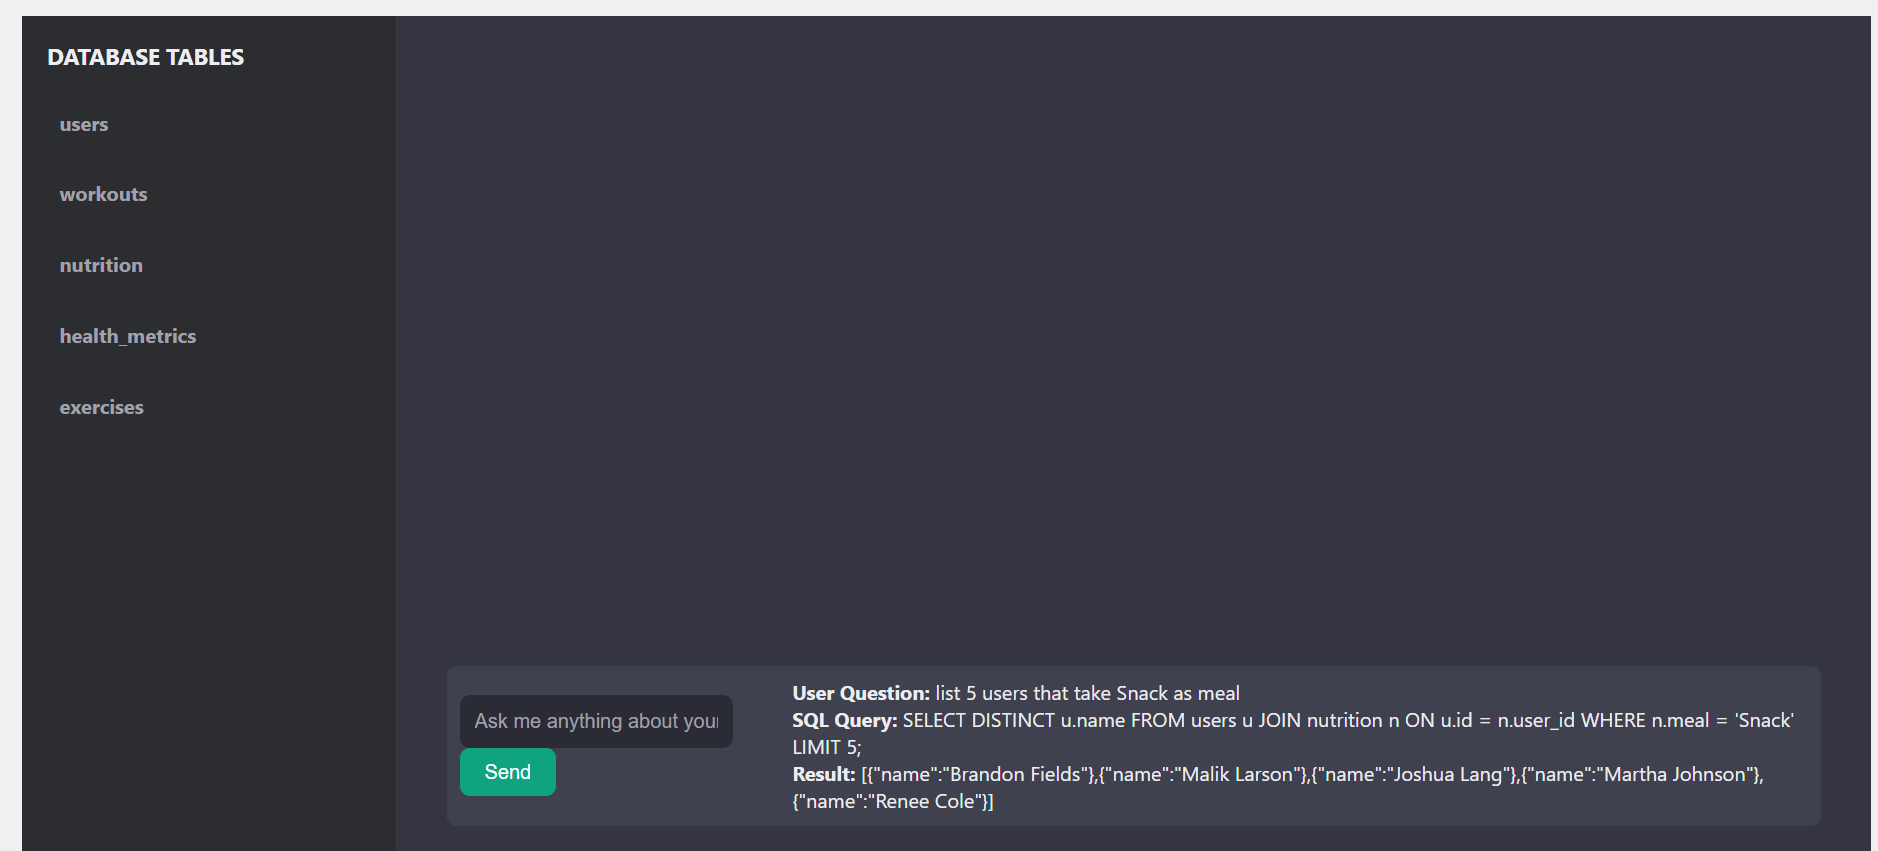 DATABASE TABLES
users
workouts
nutrition
health_metrics
exercises
Ask me anything about your
Send
User Question: list 5 users that take Snack as meal
SQL Query: SELECT DISTINCT u.name FROM users u JOIN nutrition n ON u.id = n.user_id WHERE n.meal = 'Snack'
LIMIT 5;
Result: [{"name":"Brandon Fields"},{"name":"Malik Larson"},{"name":"Joshua Lang"},{"name":"Martha Johnson"},
{"name":"Renee Cole"}]